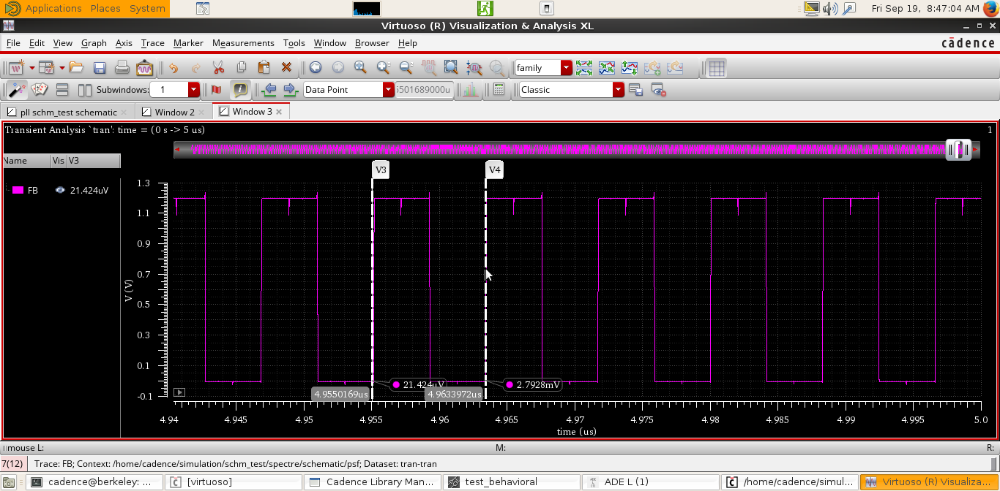 Applications Places System Fri Sep 19, 8:47:04 AM Firefox
Virtuoso (R) Visualization & Analysis XL
File Edit View Graph Axis Trace Marker Measurements Tools Window Browser Help cādence
family
Subwindows: 1 Data Point 5501689000u Classic
pll schm_test schematic Window 2 Window 3
Transient Analysis `tran': time = (0 s -> 5 us) 1
Name Vis V3
V3 V4
FB 21.424uV
1.3
1.1
0.9
0.7
0.5
0.3
0.1
-0.1
V (V)
21.424uV 2.7928mV
4.9550169us 4.9633972us
4.94 4.945 4.95 4.955 4.96 4.965 4.97 4.975 4.98 4.985 4.99 4.995 5.0
time (us)
mouse L: M: R:
7(12) Trace: FB; Context: /home/cadence/simulation/schm_test/spectre/schematic/psf; Dataset: tran-tran
cadence@berkeley: ... [virtuoso] Cadence Library Man... test_behavioral ADE L (1) /home/cadence/simul... Virtuoso (R) Visualiza...